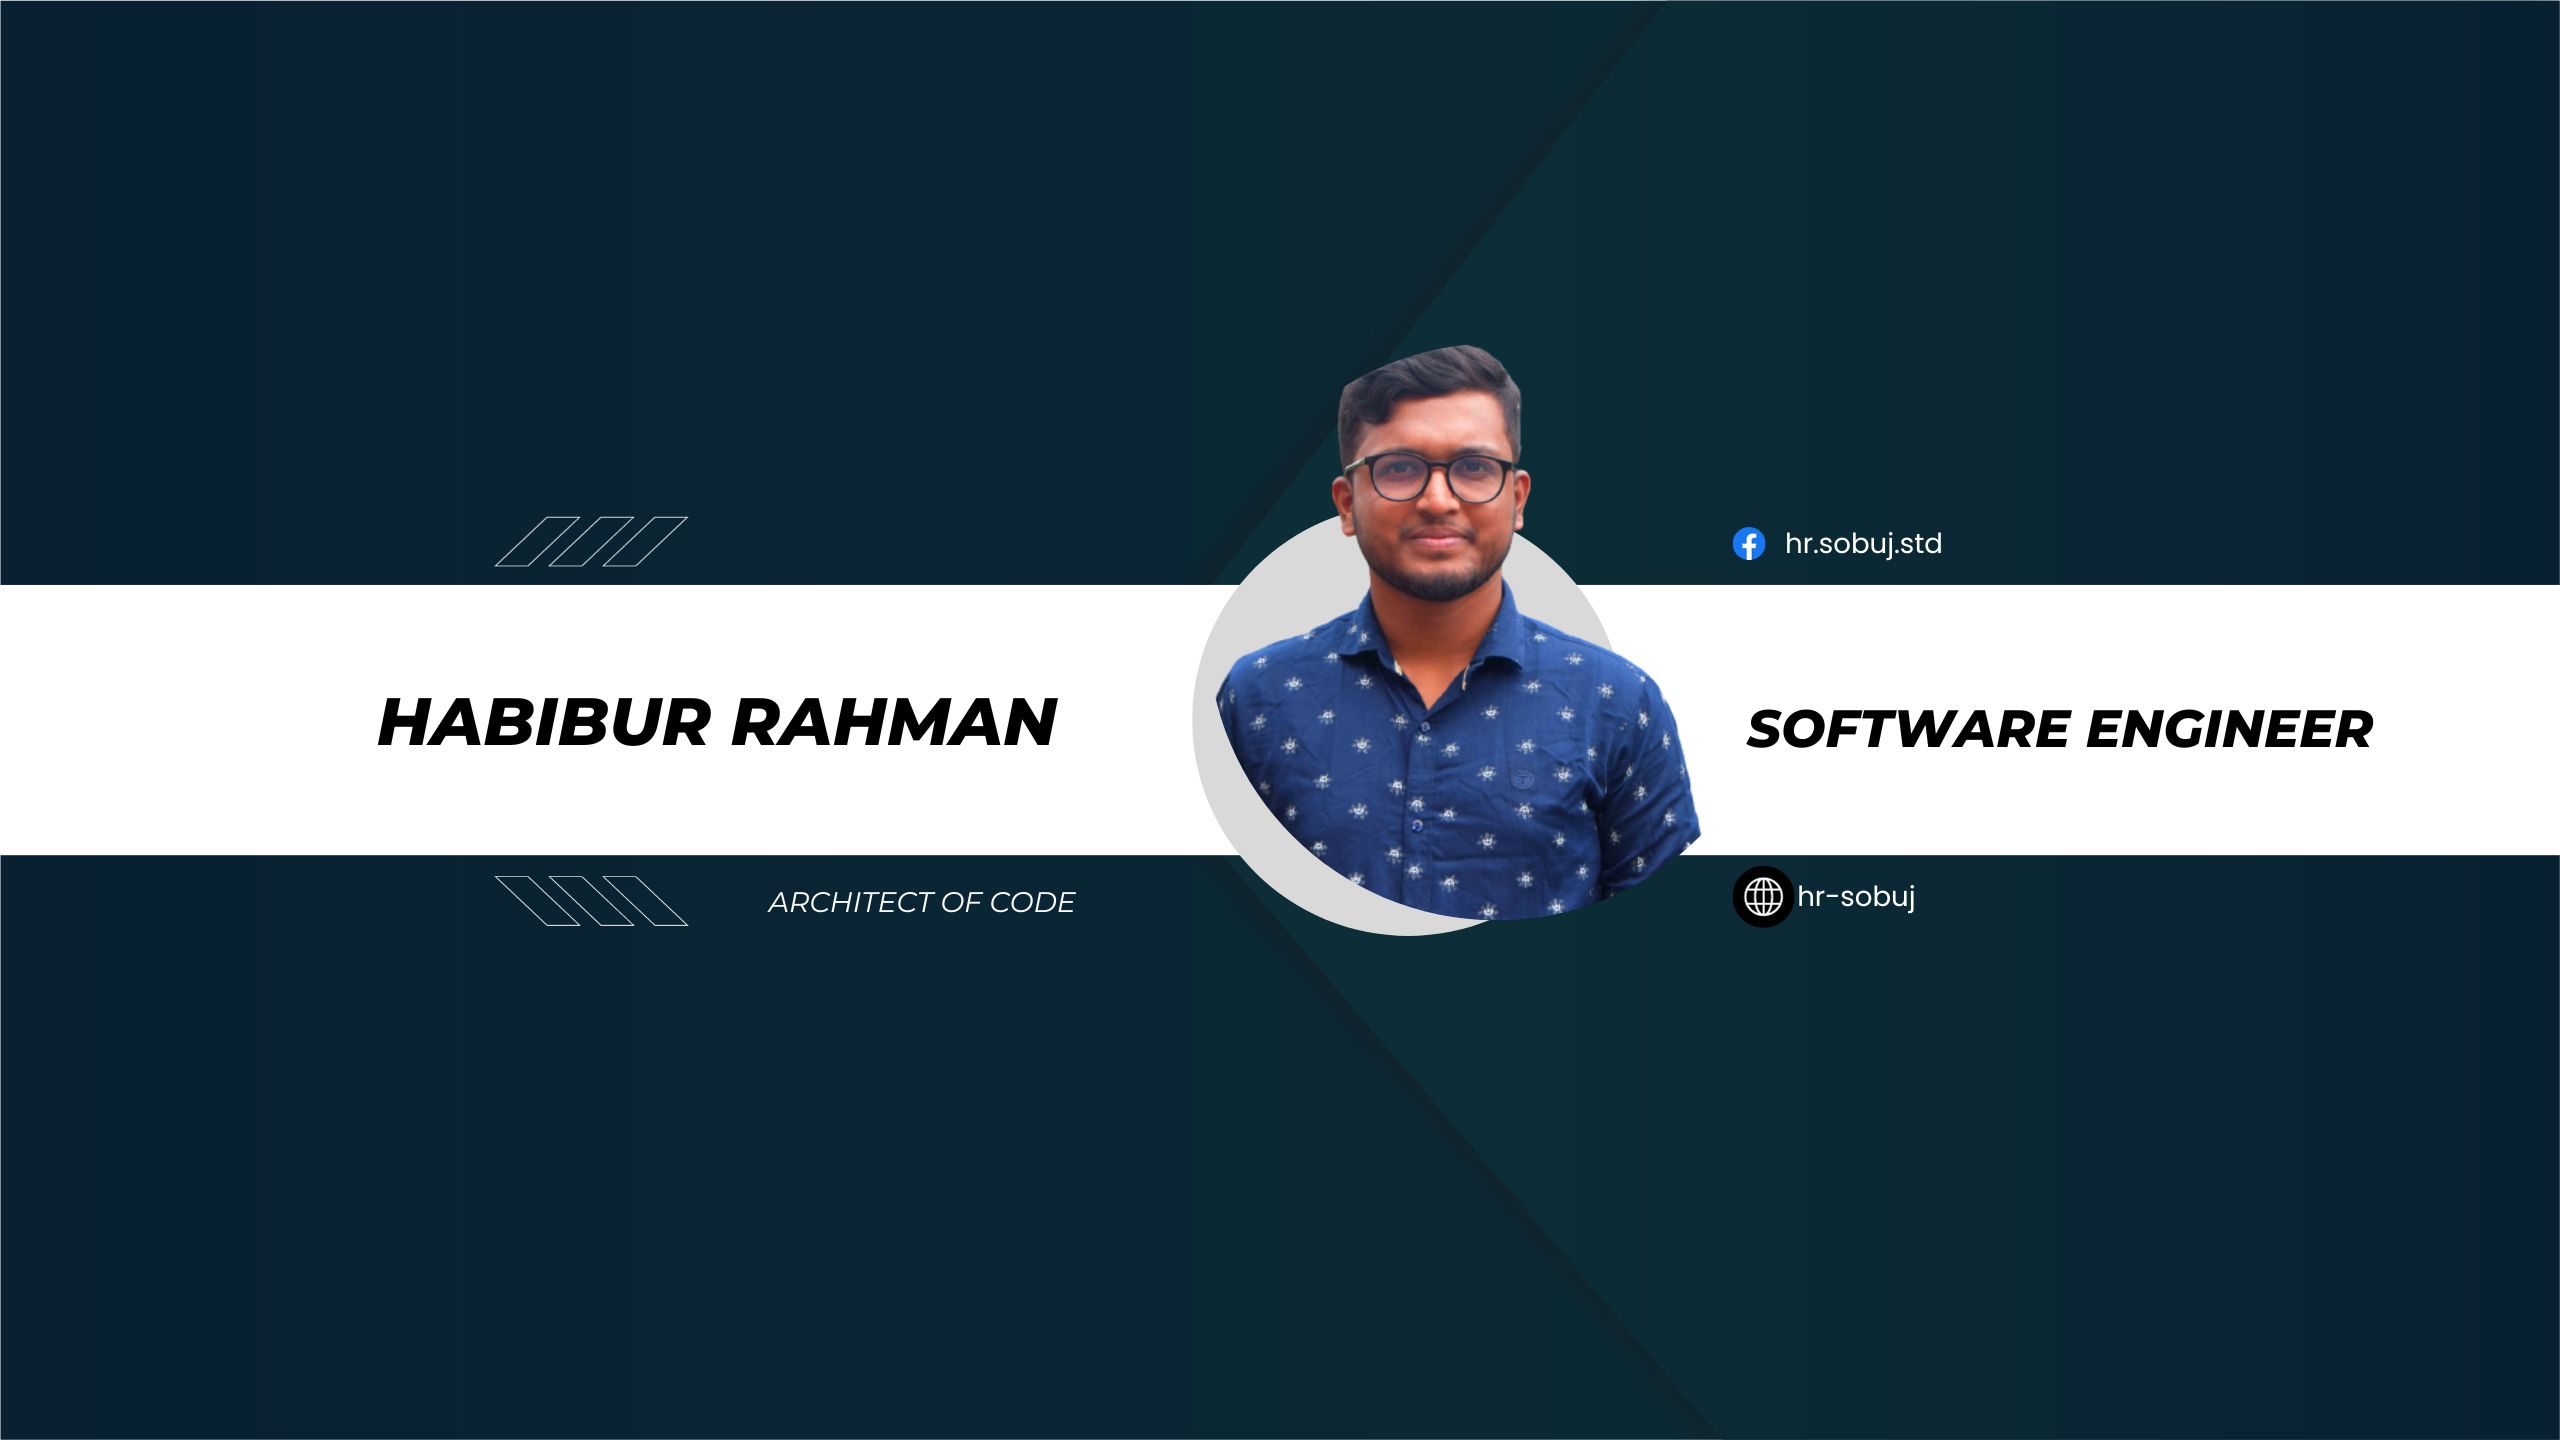 hr.sobuj.std
HABIBUR RAHMAN
SOFTWARE ENGINEER
ARCHITECT OF CODE
hr-sobuj